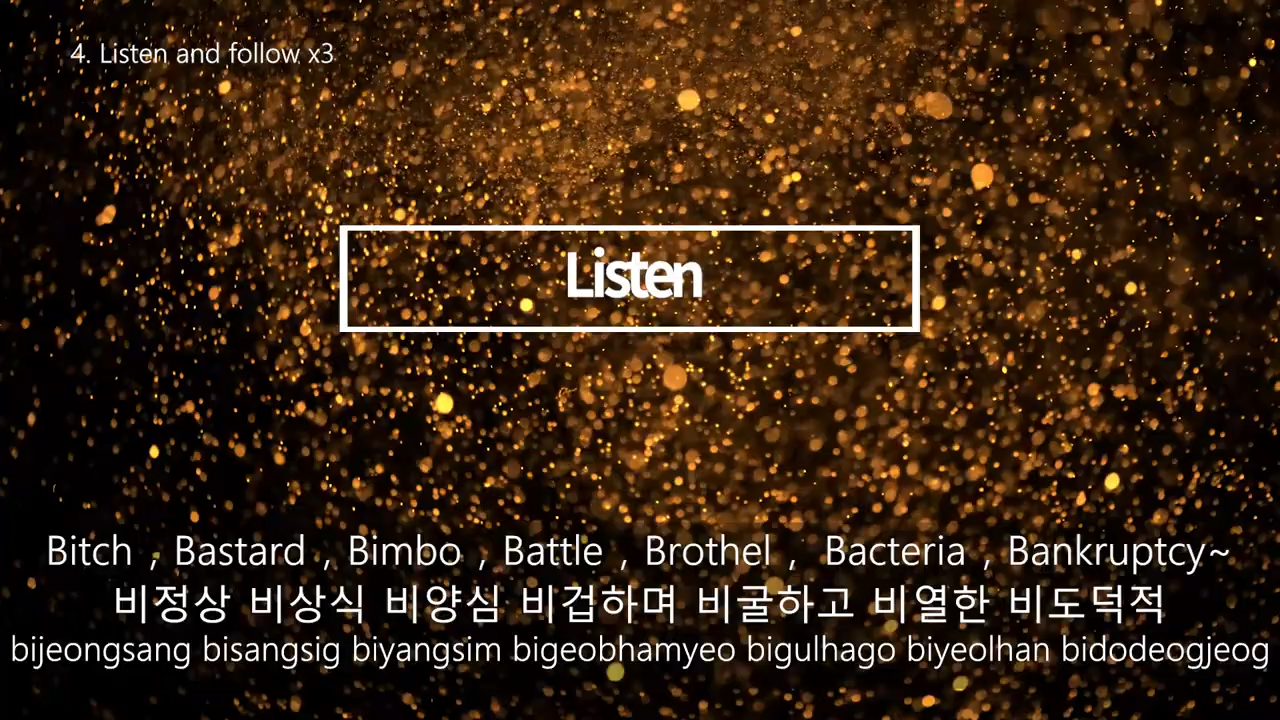 4. Listen and follow x3
Listen
Bitch , Bastard , Bimbo , Battle , Brothel ,  Bacteria , Bankruptcy~
비정상 비상식 비양심 비겁하며 비굴하고 비열한 비도덕적
bijeongsang bisangsig biyangsim bigeobhamyeo bigulhago biyeolhan bidodeogjeog